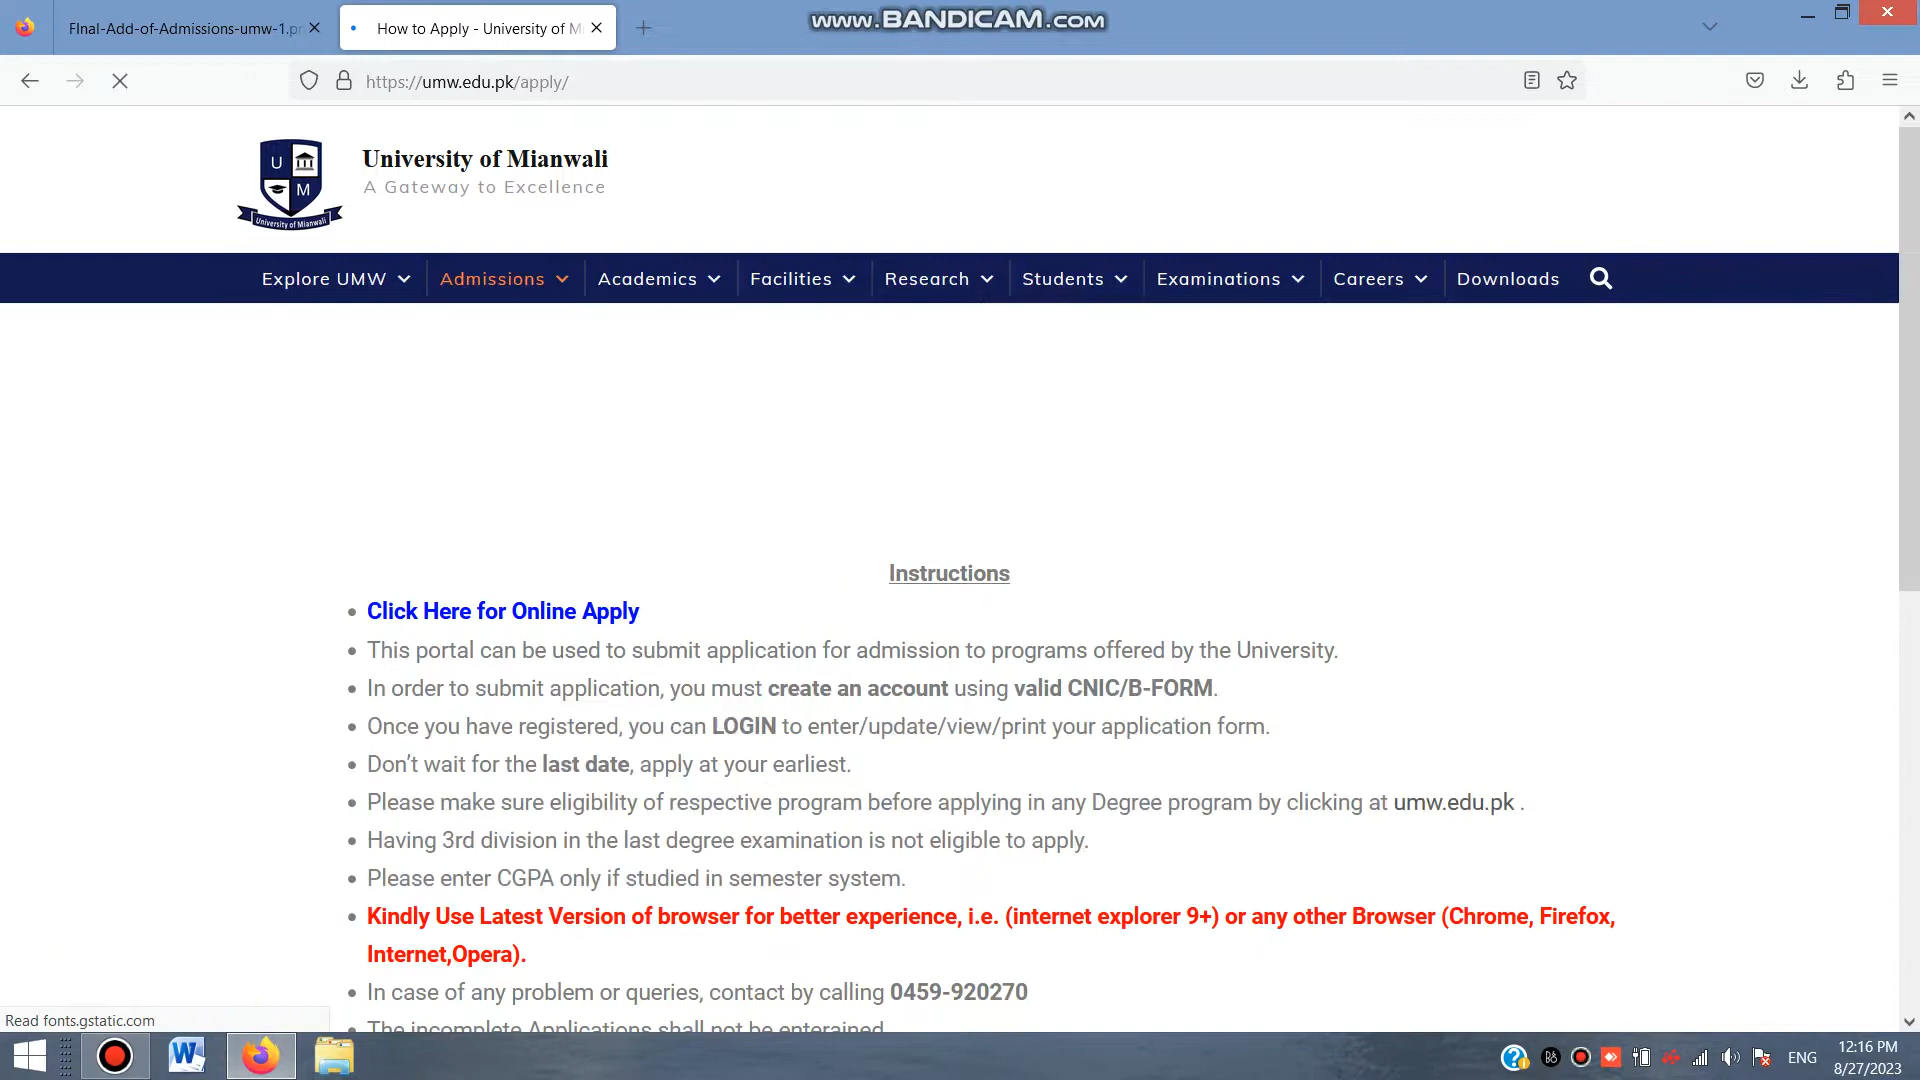 www.BANDICAM.com
FInal-Add-of-Admissions-umw-1.pn
How to Apply - University of Mi
https://umw.edu.pk/apply/
U
M
University of Mianwali
University of Mianwali
A Gateway to Excellence
Explore UMW
Admissions
Academics
Facilities
Research
Students
Examinations
Careers
Downloads
Instructions
• Click Here for Online Apply
• This portal can be used to submit application for admission to programs offered by the University.
• In order to submit application, you must create an account using valid CNIC/B-FORM.
• Once you have registered, you can LOGIN to enter/update/view/print your application form.
• Don’t wait for the last date, apply at your earliest.
• Please make sure eligibility of respective program before applying in any Degree program by clicking at umw.edu.pk .
• Having 3rd division in the last degree examination is not eligible to apply.
• Please enter CGPA only if studied in semester system.
• Kindly Use Latest Version of browser for better experience, i.e. (internet explorer 9+) or any other Browser (Chrome, Firefox,
Internet,Opera).
• In case of any problem or queries, contact by calling 0459-920270
• The incomplete Applications shall not be enterained
Read fonts.gstatic.com
ENG
12:16 PM
8/27/2023